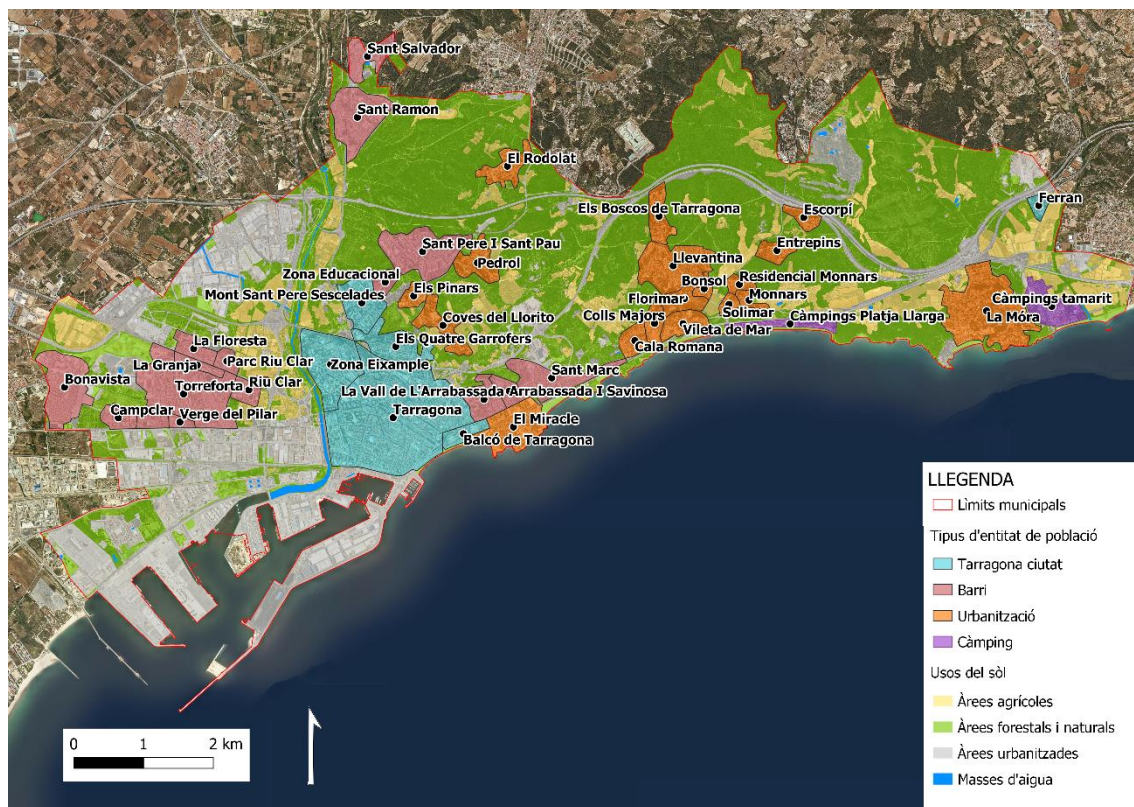 Sant Salvador
Sant Ramon
El Rodolat
Ferran
Els Boscos de Tarragona
Escorpí
Sant Pere I Sant Pau
Entrepins
Pedrol
Llevantina
Zona Educacional
Bonsol
Residencial Monnars
Mont Sant Pere Sescelades
Els Pinars
Florimar
Monnars
Solimar
Càmpings tamarit
La Móra
Coves del Llorito
Colls Majors
Vileta de Mar
Càmpings Platja Llarga
Els Quatre Garrofers
Cala Romana
La Floresta
La Granja
Parc Riu Clar
Zona Eixample
Sant Marc
Bonavista
Torreforta
Riu Clar
La Vall de L'Arrabassada
Arrabassada I Savinosa
Campclar
Verge del Pilar
Tarragona
El Miracle
Balcó de Tarragona
LLEGENDA
Lìmits municipals
Tipus d'entitat de població
Tarragona ciutat
Barri
Urbanització
Càmping
Usos del sòl
Àrees agrícoles
Àrees forestals i naturals
Àrees urbanitzades
Masses d'aigua
0 1 2 km